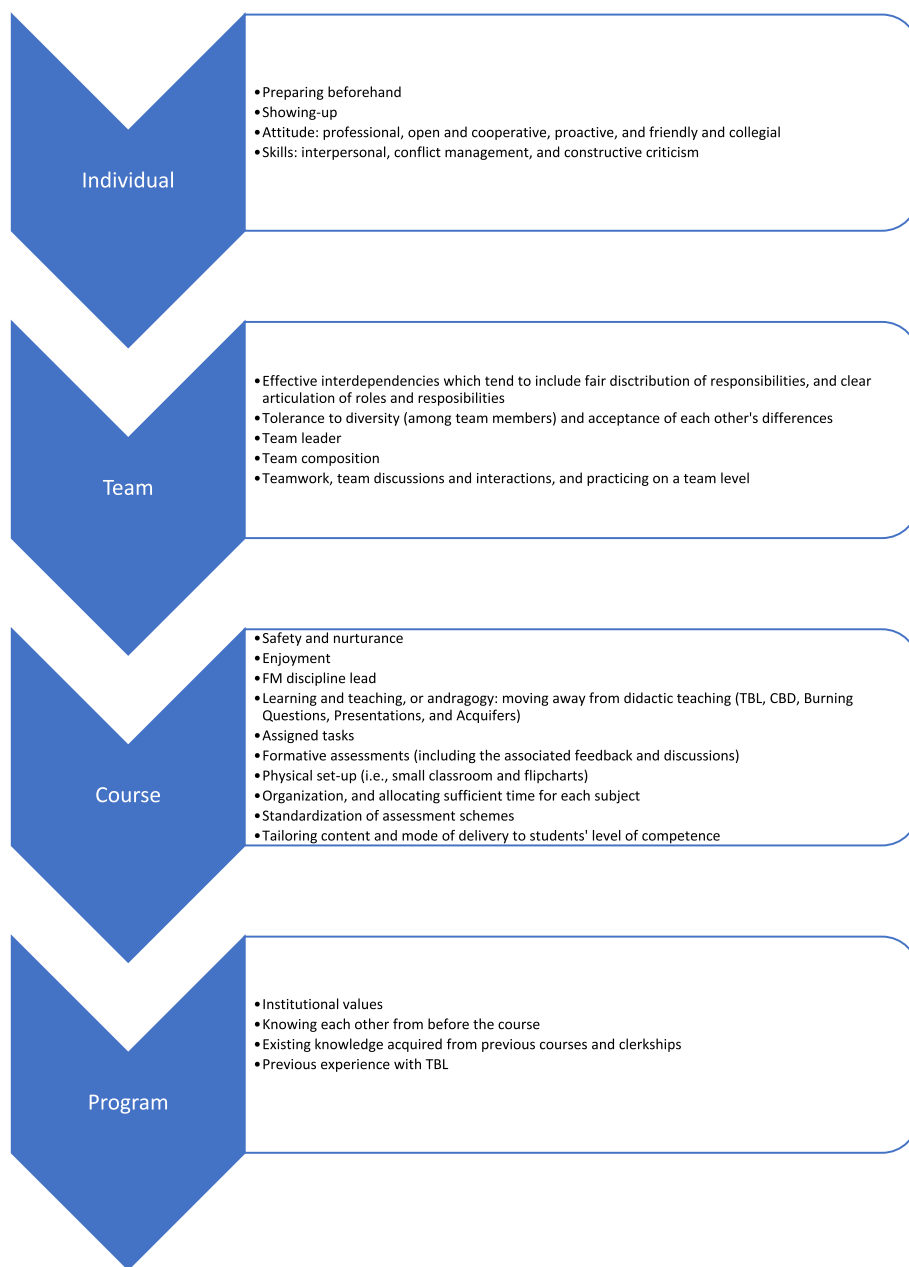 Individual
•Preparing beforehand
•Showing-up
•Attitude: professional, open and cooperative, proactive, and friendly and collegial
•Skills: interpersonal, conflict management, and constructive criticism
Team
•Effective interdependencies which tend to include fair disctribution of responsibilities, and clear
articulation of roles and resposibilities
•Tolerance to diversity (among team members) and acceptance of each other's differences
•Team leader
•Team composition
•Teamwork, team discussions and interactions, and practicing on a team level
Course
•Safety and nurturance
•Enjoyment
•FM discipline lead
•Learning and teaching, or andragogy: moving away from didactic teaching (TBL, CBD, Burning
Questions, Presentations, and Acquifers)
•Assigned tasks
•Formative assessments (including the associated feedback and discussions)
•Physical set-up (i.e., small classroom and flipcharts)
•Organization, and allocating sufficient time for each subject
•Standardization of assessment schemes
•Tailoring content and mode of delivery to students' level of competence
Program
•Institutional values
•Knowing each other from before the course
•Existing knowledge acquired from previous courses and clerkships
•Previous experience with TBL